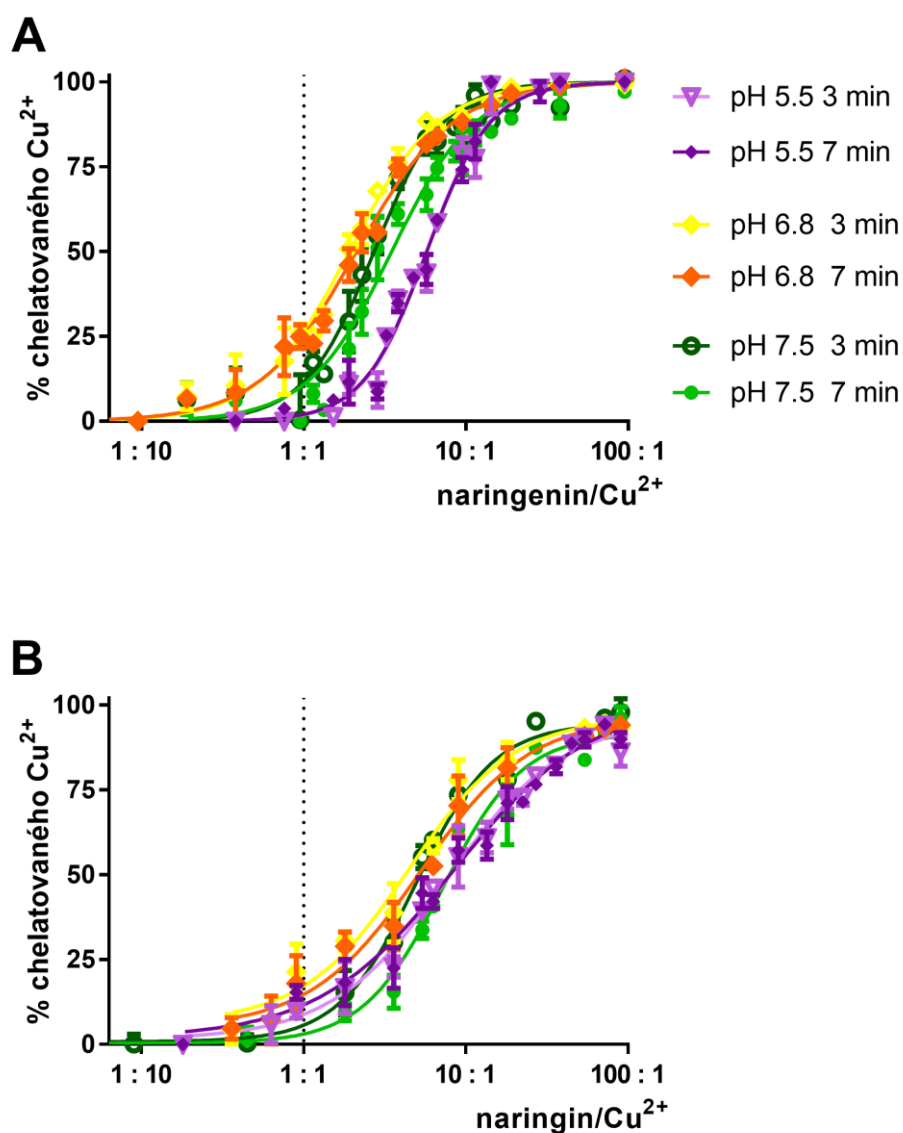 A
% chelatovaného Cu²⁺
100
75
50
25
0
1 : 10
1 : 1
10 : 1
100 : 1
naringenin/Cu²⁺
pH 5.5 3 min
pH 5.5 7 min
pH 6.8 3 min
pH 6.8 7 min
pH 7.5 3 min
pH 7.5 7 min
B
% chelatovaného Cu²⁺
100
75
50
25
0
1 : 10
1 : 1
10 : 1
100 : 1
naringin/Cu²⁺